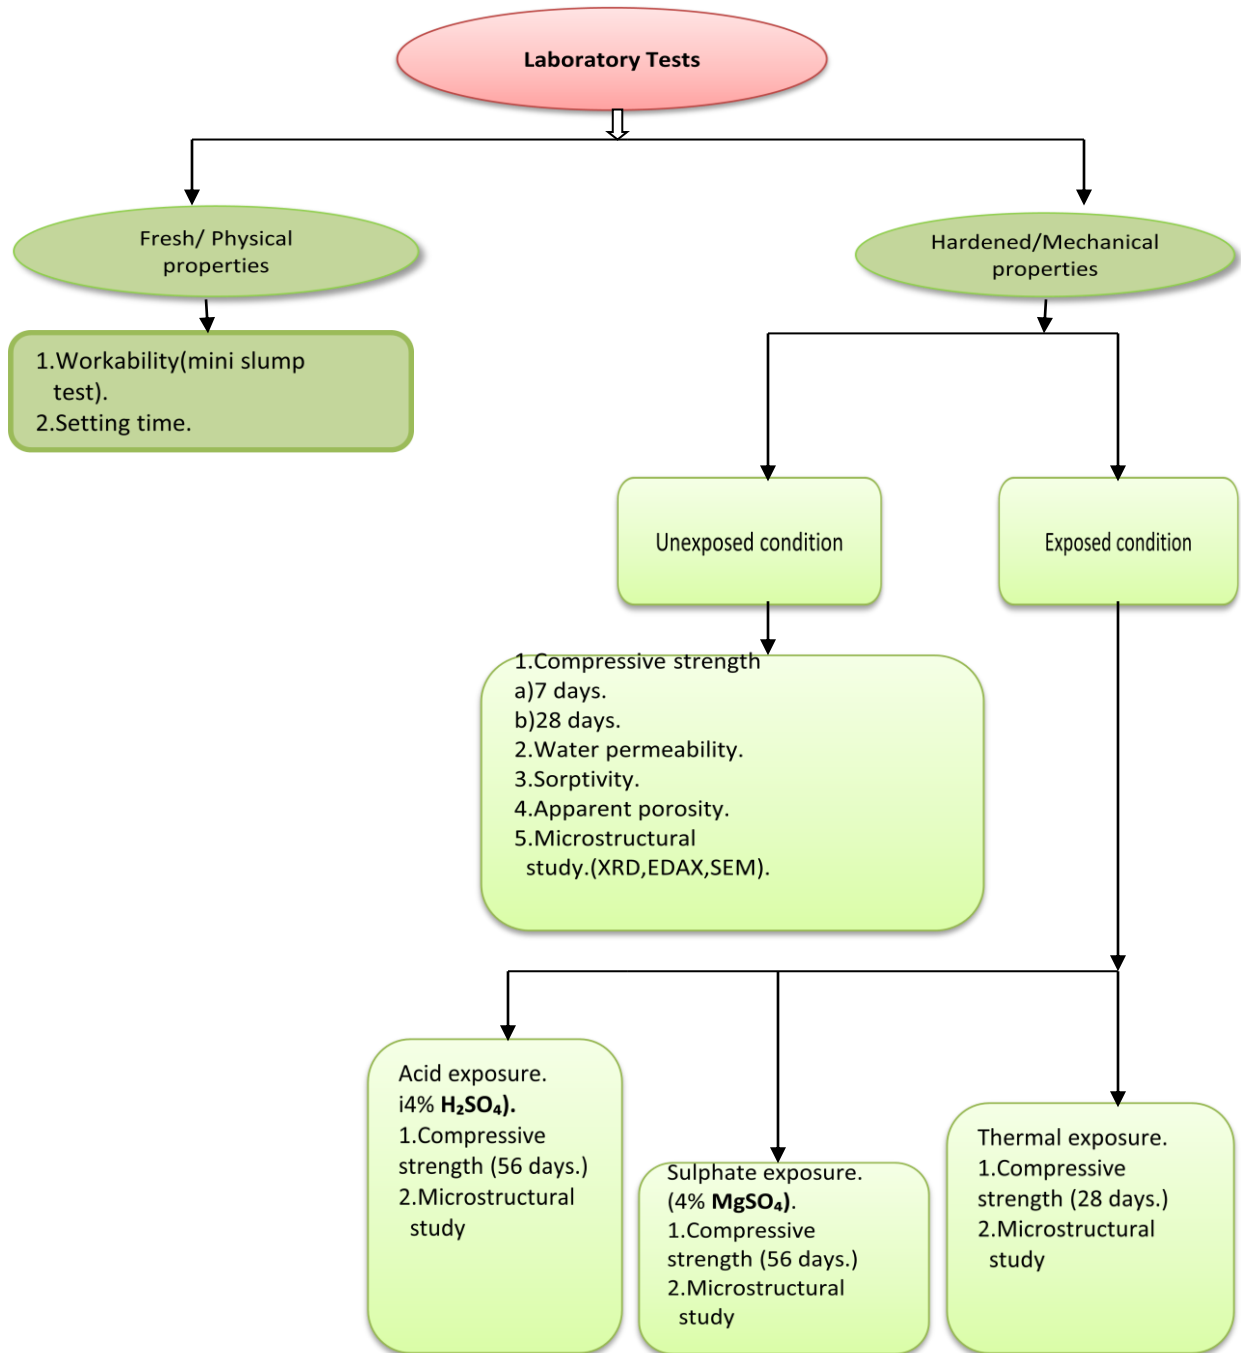 Laboratory Tests
Fresh/ Physical
properties
Hardened/Mechanical
properties
1.Workability(mini slump
test).
2.Setting time.
Unexposed condition
Exposed condition
1.Compressive strength
a)7 days.
b)28 days.
2.Water permeability.
3.Sorptivity.
4.Apparent porosity.
5.Microstructural
study.(XRD,EDAX,SEM).
Acid exposure.
i4% H₂SO₄).
1.Compressive
strength (56 days.)
2.Microstructural
study
Sulphate exposure.
(4% MgSO₄).
1.Compressive
strength (56 days.)
2.Microstructural
study
Thermal exposure.
1.Compressive
strength (28 days.)
2.Microstructural
study